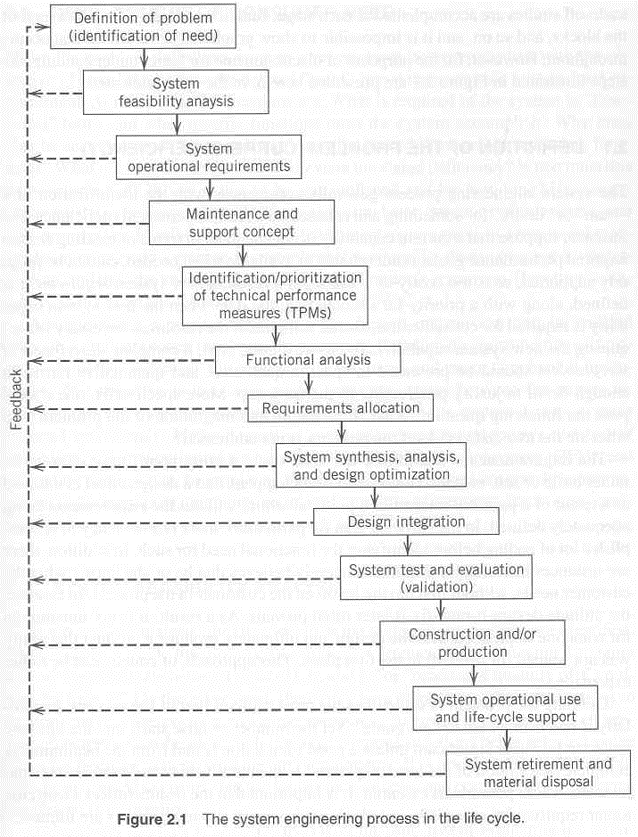 Definition of problem
(identification of need)
System
feasibility anaysis
System
operational requirements
Maintenance and
support concept
Identification/prioritization
of technical performance
measures (TPMs)
Functional analysis
Requirements allocation
System synthesis, analysis,
and design optimization
Design integration
System test and evaluation
(validation)
Construction and/or
production
System operational use
and life-cycle support
System retirement and
material disposal
Feedback
Figure 2.1 The system engineering process in the life cycle.